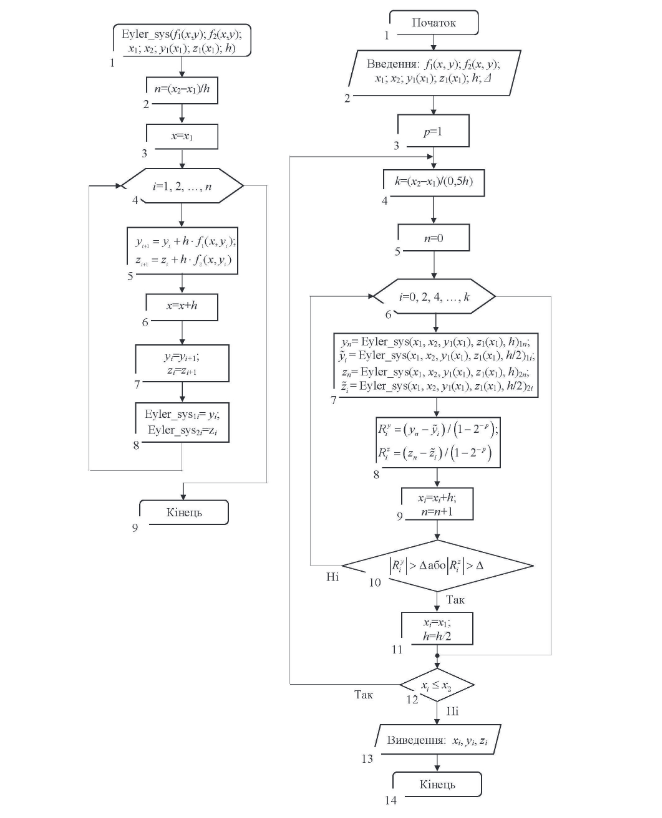 Eyler_sys(f₁(x,y); f₂(x,y);
x₁; x₂; y₁(x₁); z₁(x₁); h)
1
n=(x₂–x₁)/h
2
x=x₁
3
i=1, 2, ..., n
4
yᵢ₊₁ = yᵢ + h · f₁(x, yᵢ);
zᵢ₊₁ = zᵢ + h · f₂(x, yᵢ)
5
x=x+h
6
yᵢ=yᵢ₊₁;
zᵢ=zᵢ₊₁
7
Eyler_sys₁ᵢ= yᵢ;
Eyler_sys₂ᵢ=zᵢ
8
Кінець
9
Початок
1
Введення: f₁(x, y); f₂(x, y);
x₁; x₂; y₁(x₁); z₁(x₁); h; Δ
2
p=1
3
k=(x₂–x₁)/(0,5h)
4
n=0
5
i=0, 2, 4, ..., k
6
yₙ= Eyler_sys(x₁, x₂, y₁(x₁), z₁(x₁), h)₁ₙ;
ỹᵢ = Eyler_sys(x₁, x₂, y₁(x₁), z₁(x₁), h/2)₁ᵢ;
zₙ= Eyler_sys(x₁, x₂, y₁(x₁), z₁(x₁), h)₂ₙ;
z̃ᵢ = Eyler_sys(x₁, x₂, y₁(x₁), z₁(x₁), h/2)₂ᵢ
7
Rᵢʸ = (yₙ – ỹᵢ) / (1 – 2⁻ᵖ);
Rᵢᶻ = (zₙ – z̃ᵢ) / (1 – 2⁻ᵖ)
8
xᵢ=xᵢ+h;
n=n+1
9
|Rᵢʸ| > Δ або |Rᵢᶻ| > Δ
10
Ні
Так
xᵢ=x₁;
h=h/2
11
xᵢ ≤ x₂
12
Так
Ні
Виведення: xᵢ, yᵢ, zᵢ
13
Кінець
14